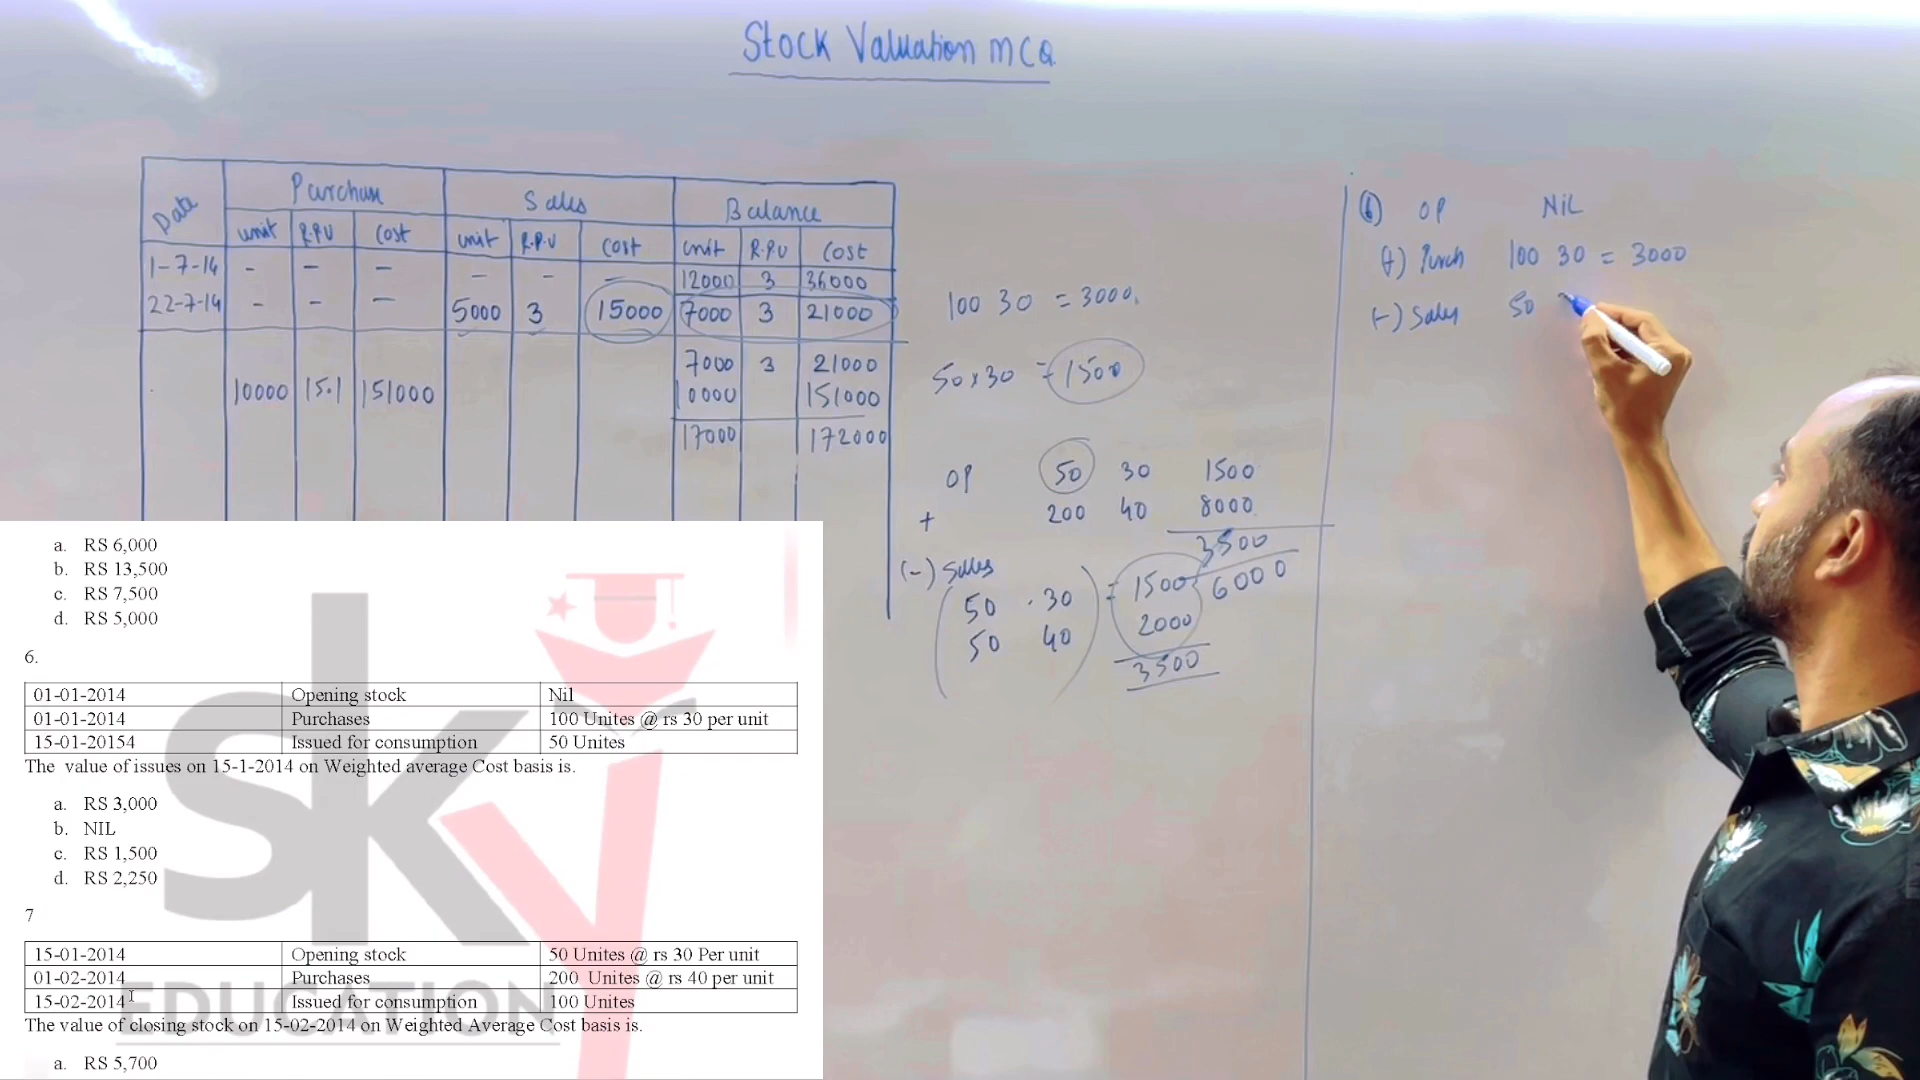 Stock Valuation MCQ
Date Purchase Sales Balance
unit R.P.U Cost unit R.P.U Cost unit R.P.U Cost
1-7-14 - - - - - - 12000 3 36000
22-7-14 - - - 5000 3 15000 7000 3 21000
7000 3 21000
10000 15.1 151000 10000 151000
17000 172000
100 30 = 3000
50 x 30 = 1500
OP 50 30 1500
+ 200 40 8000
3500
(-) Sales 6000
50 30 = 1500
50 40 2000
3500
6) OP NiL
(+) Purch 100 30 = 3000
(-) Sales 50
a. RS 6,000
b. RS 13,500
c. RS 7,500
d. RS 5,000
6.
01-01-2014 Opening stock Nil
01-01-2014 Purchases 100 Unites @ rs 30 per unit
15-01-20154 Issued for consumption 50 Unites
The value of issues on 15-1-2014 on Weighted average Cost basis is.
a. RS 3,000
b. NIL
c. RS 1,500
d. RS 2,250
7
15-01-2014 Opening stock 50 Unites @ rs 30 Per unit
01-02-2014 Purchases 200 Unites @ rs 40 per unit
15-02-2014 Issued for consumption 100 Unites
The value of closing stock on 15-02-2014 on Weighted Average Cost basis is.
a. RS 5,700
sky
EDUCATION